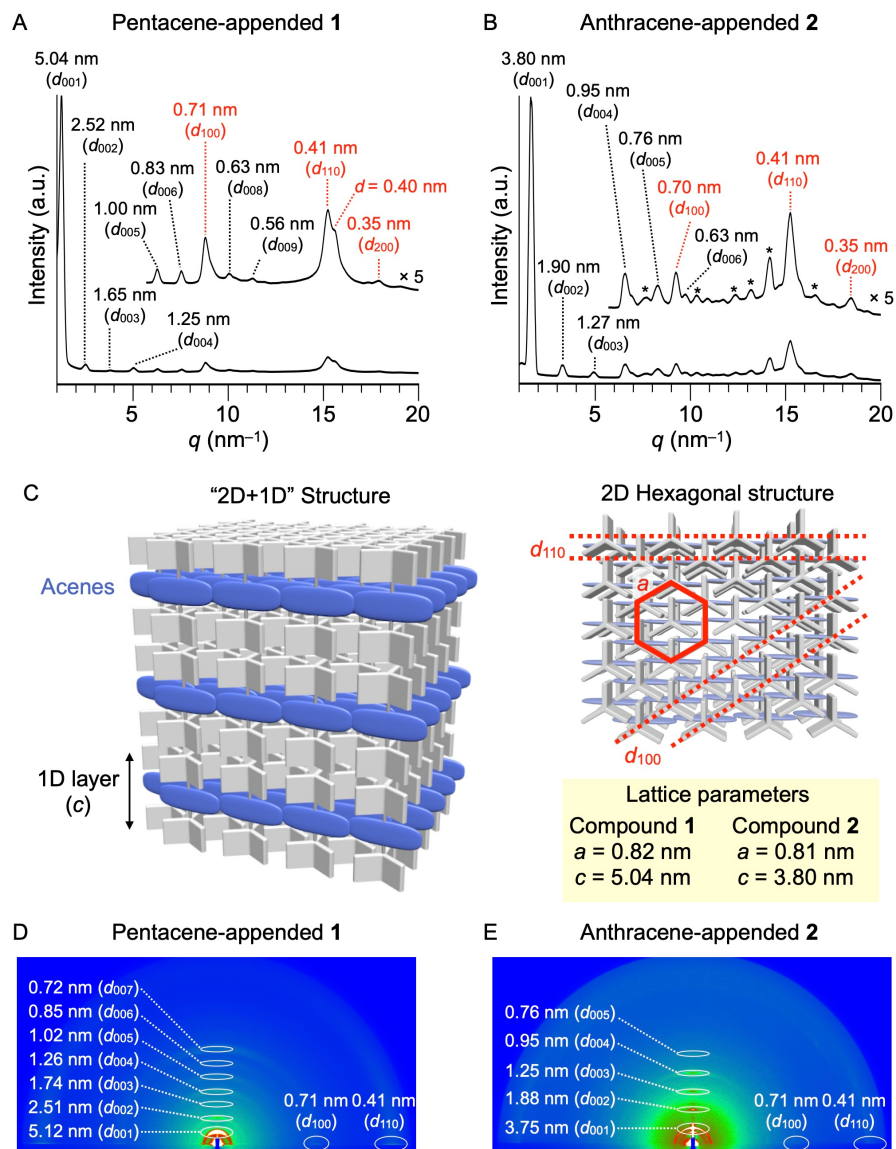 A Pentacene-appended 1
5.04 nm
(d001)
2.52 nm
(d002)
0.83 nm
(d006)
1.00 nm
(d005)
1.65 nm
(d003)
0.71 nm
(d100)
0.63 nm
(d008)
0.56 nm
(d009)
1.25 nm
(d004)
0.41 nm
(d110)
d = 0.40 nm
0.35 nm
(d200)
× 5
Intensity (a.u.)
5 10 15 20
q (nm–1)
B Anthracene-appended 2
3.80 nm
(d001)
0.95 nm
(d004)
0.76 nm
(d005)
0.70 nm
(d100)
0.63 nm
(d006)
1.90 nm
(d002)
1.27 nm
(d003)
0.41 nm
(d110)
0.35 nm
(d200)
* * * * * *
× 5
Intensity (a.u.)
5 10 15 20
q (nm–1)
C “2D+1D” Structure
Acenes
1D layer
(c)
2D Hexagonal structure
d110
a
d100
Lattice parameters
Compound 1 Compound 2
a = 0.82 nm a = 0.81 nm
c = 5.04 nm c = 3.80 nm
D Pentacene-appended 1
0.72 nm (d007)
0.85 nm (d006)
1.02 nm (d005)
1.26 nm (d004)
1.74 nm (d003)
2.51 nm (d002)
5.12 nm (d001)
0.71 nm
(d100)
0.41 nm
(d110)
E Anthracene-appended 2
0.76 nm (d005)
0.95 nm (d004)
1.25 nm (d003)
1.88 nm (d002)
3.75 nm (d001)
0.71 nm
(d100)
0.41 nm
(d110)